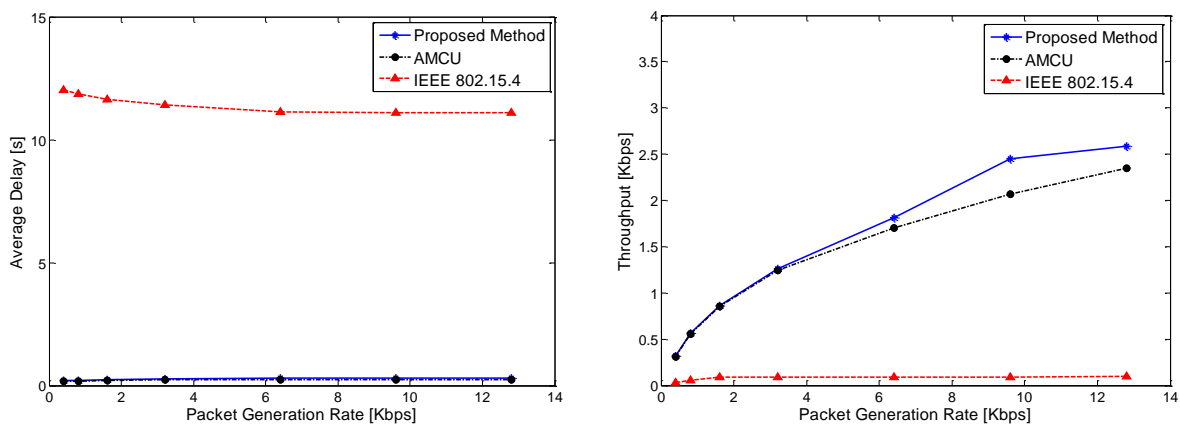 15
10
5
0
Average Delay [s]
0 2 4 6 8 10 12 14
Packet Generation Rate [Kbps]
Proposed Method
AMCU
IEEE 802.15.4
4
3.5
3
2.5
2
1.5
1
0.5
0
Throughput [Kbps]
0 2 4 6 8 10 12 14
Packet Generation Rate [Kbps]
Proposed Method
AMCU
IEEE 802.15.4